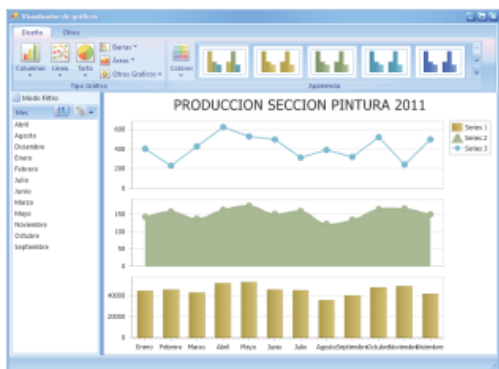 Visualizador de gráficos
Diseño Otros
Columnas Línea Tarta
Barras
Áreas
Otros Graficos
Colores
Tipo Gráfico
Apariencia
Modo Filtro
Mes
Abril
Agosto
Diciembre
Enero
Febrero
Julio
Junio
Marzo
Mayo
Noviembre
Octubre
Septiembre
PRODUCCION SECCION PINTURA 2011
Series 1
Series 2
Series 3
600
400
200
0
150
100
50
0
40000
20000
0
Enero Febrero Marzo Abril Mayo Junio Julio Agosto Septiembre Octubre Noviembre Diciembre